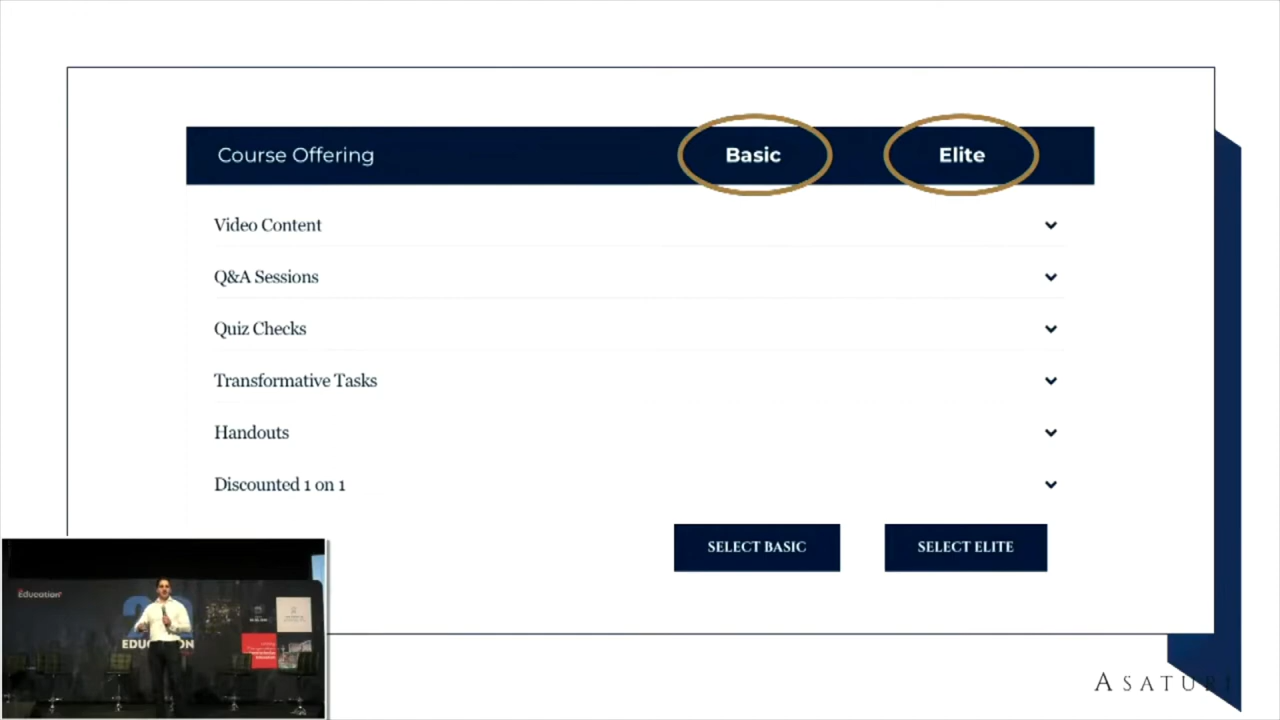 Course Offering Basic Elite
Video Content
Q&A Sessions
Quiz Checks
Transformative Tasks
Handouts
Discounted 1 on 1
SELECT BASIC SELECT ELITE
Education
EDUCATION